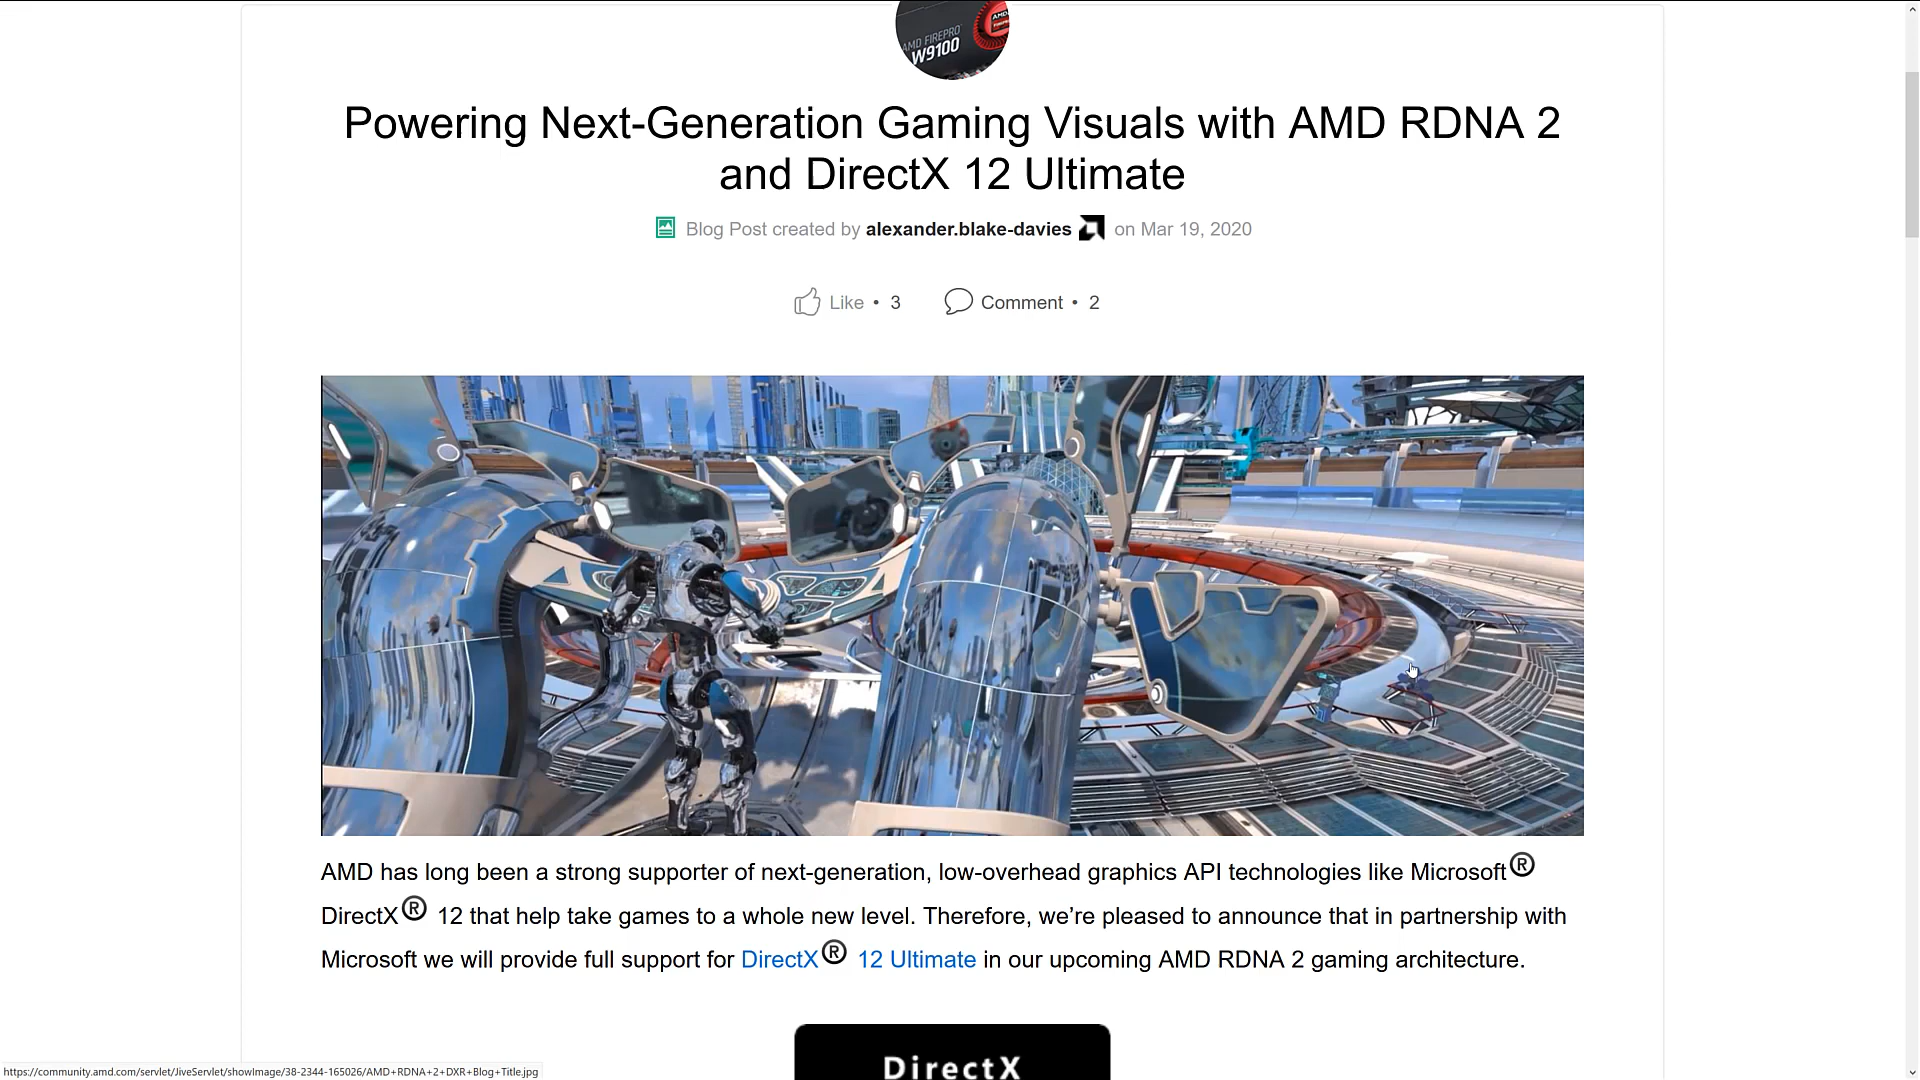 AMD
AMD FIREPRO
W9100
Powering Next-Generation Gaming Visuals with AMD RDNA 2
and DirectX 12 Ultimate
Blog Post created by alexander.blake-davies on Mar 19, 2020
Like • 3 Comment • 2
AMD has long been a strong supporter of next-generation, low-overhead graphics API technologies like Microsoft®
DirectX® 12 that help take games to a whole new level. Therefore, we’re pleased to announce that in partnership with
Microsoft we will provide full support for DirectX® 12 Ultimate in our upcoming AMD RDNA 2 gaming architecture.
DirectX
https://community.amd.com/servlet/JiveServlet/showImage/38-2344-165026/AMD+RDNA+2+DXR+Blog+Title.jpg